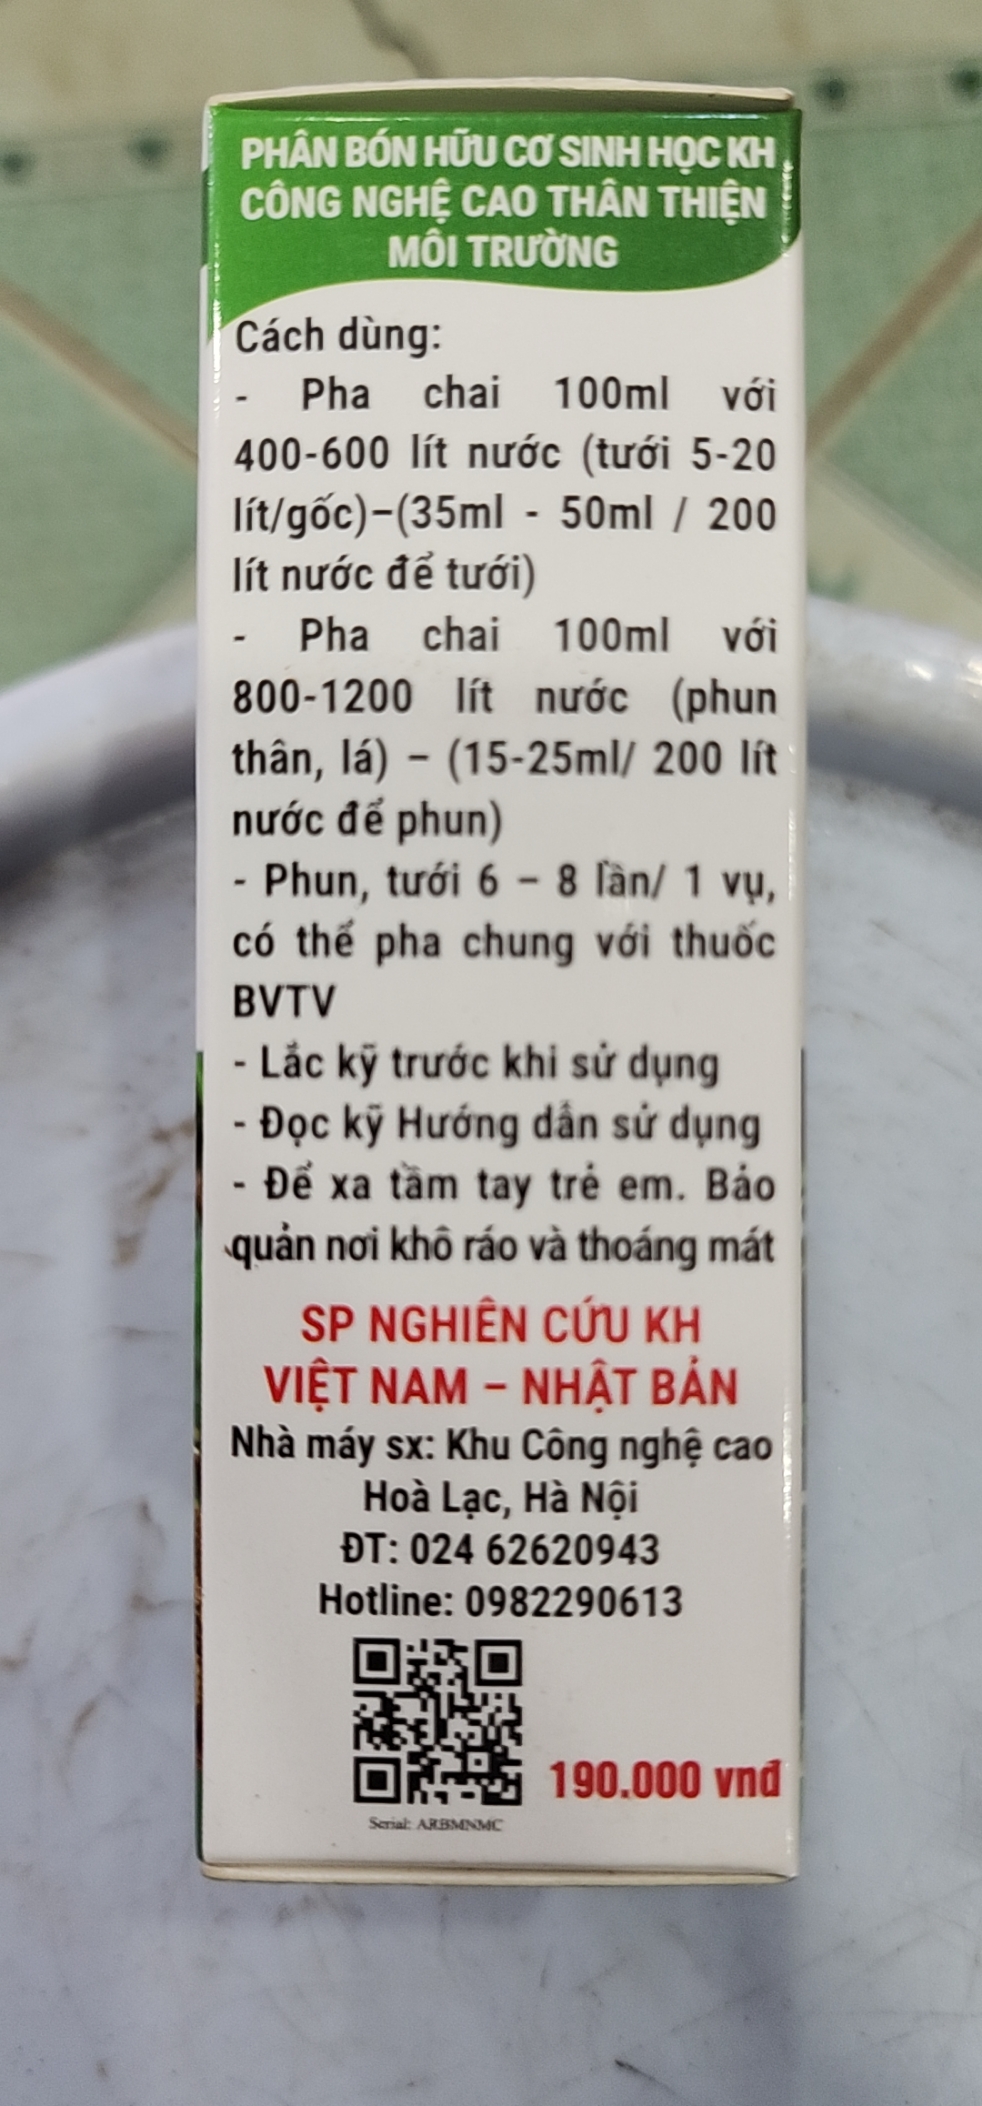 PHÂN BÓN HỮU CƠ SINH HỌC KH
CÔNG NGHỆ CAO THÂN THIỆN
MÔI TRƯỜNG
Cách dùng:
- Pha chai 100ml với
400-600 lít nước (tưới 5-20
lít/gốc)–(35ml - 50ml / 200
lít nước để tưới)
- Pha chai 100ml với
800-1200 lít nước (phun
thân, lá) – (15-25ml/ 200 lít
nước để phun)
- Phun, tưới 6 – 8 lần/ 1 vụ,
có thể pha chung với thuốc
BVTV
- Lắc kỹ trước khi sử dụng
- Đọc kỹ Hướng dẫn sử dụng
- Để xa tầm tay trẻ em. Bảo
quản nơi khô ráo và thoáng mát
SP NGHIÊN CỨU KH
VIỆT NAM – NHẬT BẢN
Nhà máy sx: Khu Công nghệ cao
Hoà Lạc, Hà Nội
ĐT: 024 62620943
Hotline: 0982290613
190.000 vnđ
Serial: ARBMNMC